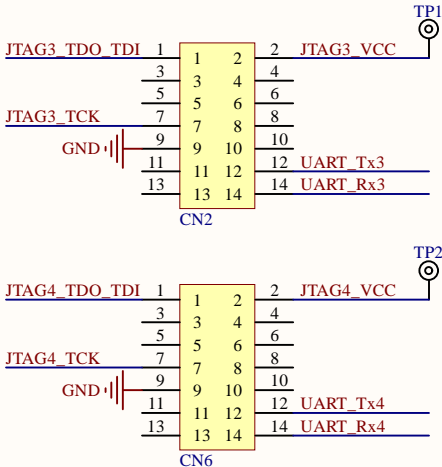 TP1
JTAG3_TDO_TDI 1 1 2 2 JTAG3_VCC
3 3 4 4
5 5 6 6
JTAG3_TCK 7 7 8 8
GND 9 9 10 10
11 11 12 12 UART_Tx3
13 13 14 14 UART_Rx3
CN2
TP2
JTAG4_TDO_TDI 1 1 2 2 JTAG4_VCC
3 3 4 4
5 5 6 6
JTAG4_TCK 7 7 8 8
GND 9 9 10 10
11 11 12 12 UART_Tx4
13 13 14 14 UART_Rx4
CN6